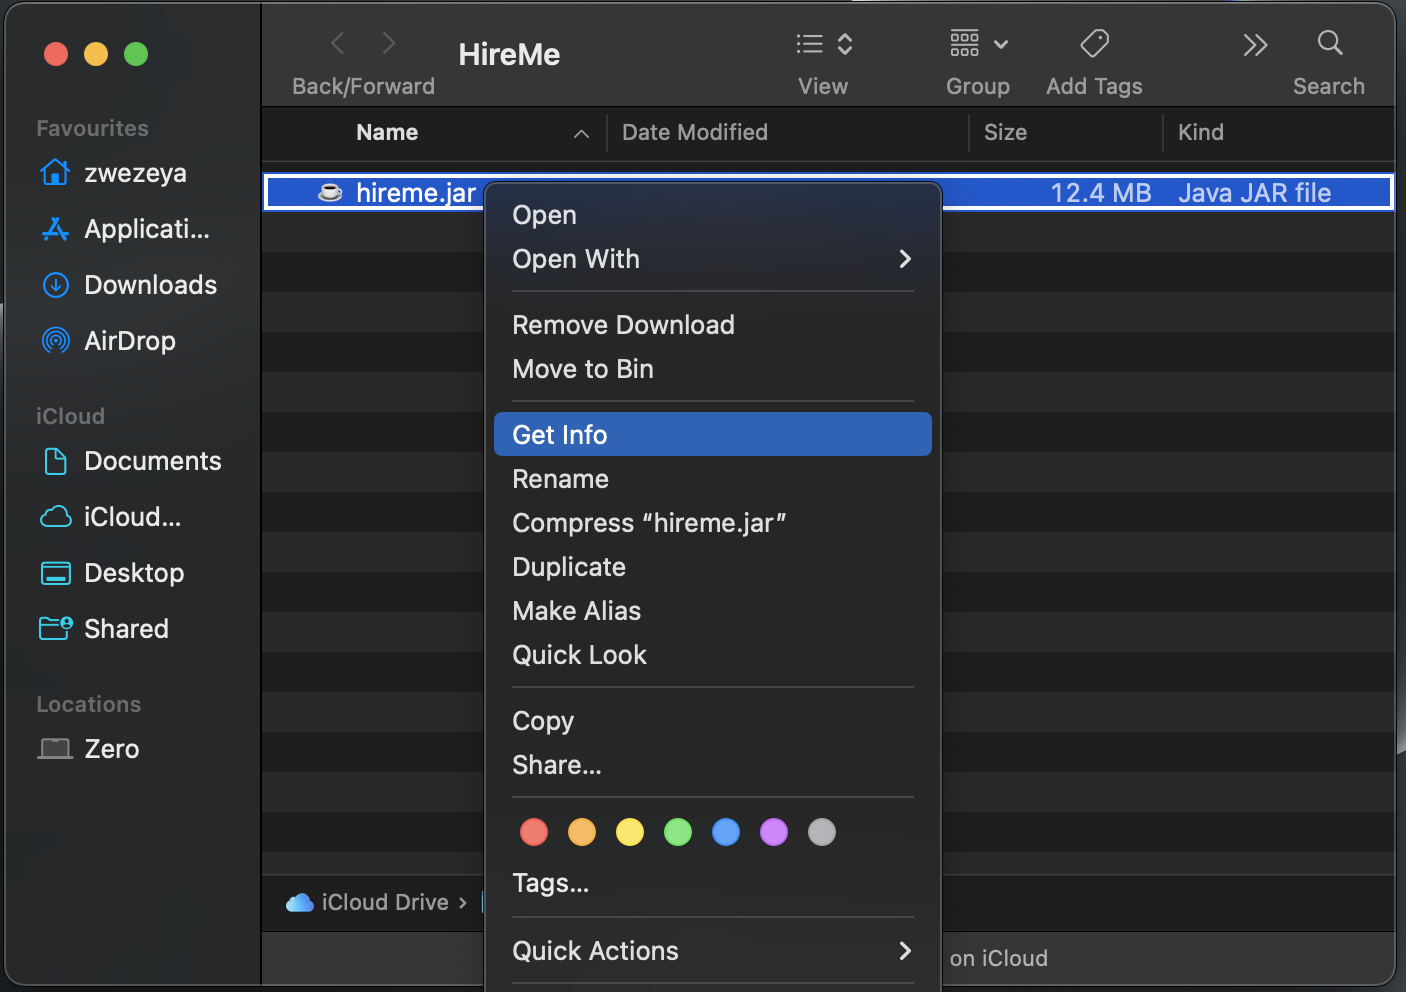 HireMe
Back/Forward
View
Group
Add Tags
Search
Favourites
zwezeya
Applicati...
Downloads
AirDrop
iCloud
Documents
iCloud...
Desktop
Shared
Locations
Zero
Name
Date Modified
Size
Kind
hireme.jar
12.4 MB
Java JAR file
Open
Open With
Remove Download
Move to Bin
Get Info
Rename
Compress “hireme.jar”
Duplicate
Make Alias
Quick Look
Copy
Share...
Tags...
Quick Actions
iCloud Drive
on iCloud